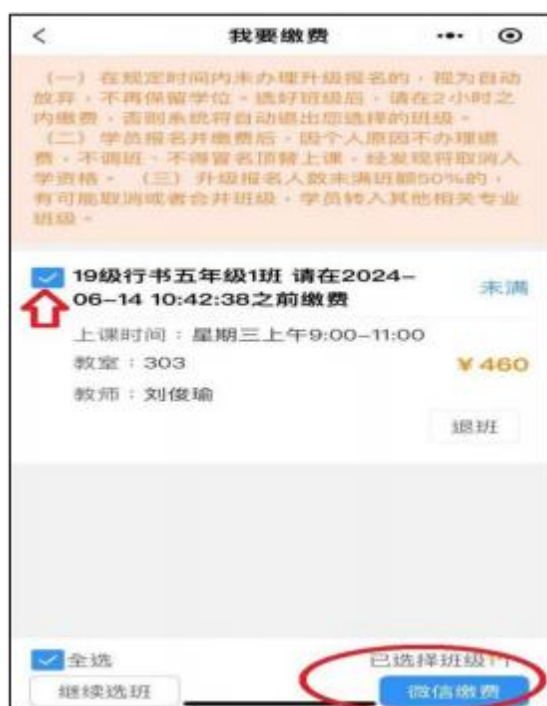 我要缴费
（一）在规定时间内未办理升级报名的，视为自动
放弃，不再保留学位。选好班级后，请在2小时之
内缴费，否则系统将自动退出您选择的班级。
（二）学员报名并缴费后，因个人原因不办理退
费、不调班、不得冒名顶替上课，经发现将取消入
学资格。（三）升级报名人数未满班额50%的，
有可能取消或者合并班级，学员转入其他相关专业
班级。
19级行书五年级1班 请在2024-
06-14 10:42:38之前缴费
未满
上课时间：星期三上午9:00-11:00
教室：303
¥460
教师：刘俊瑜
退班
全选
已选择班级1个
继续选班
微信缴费